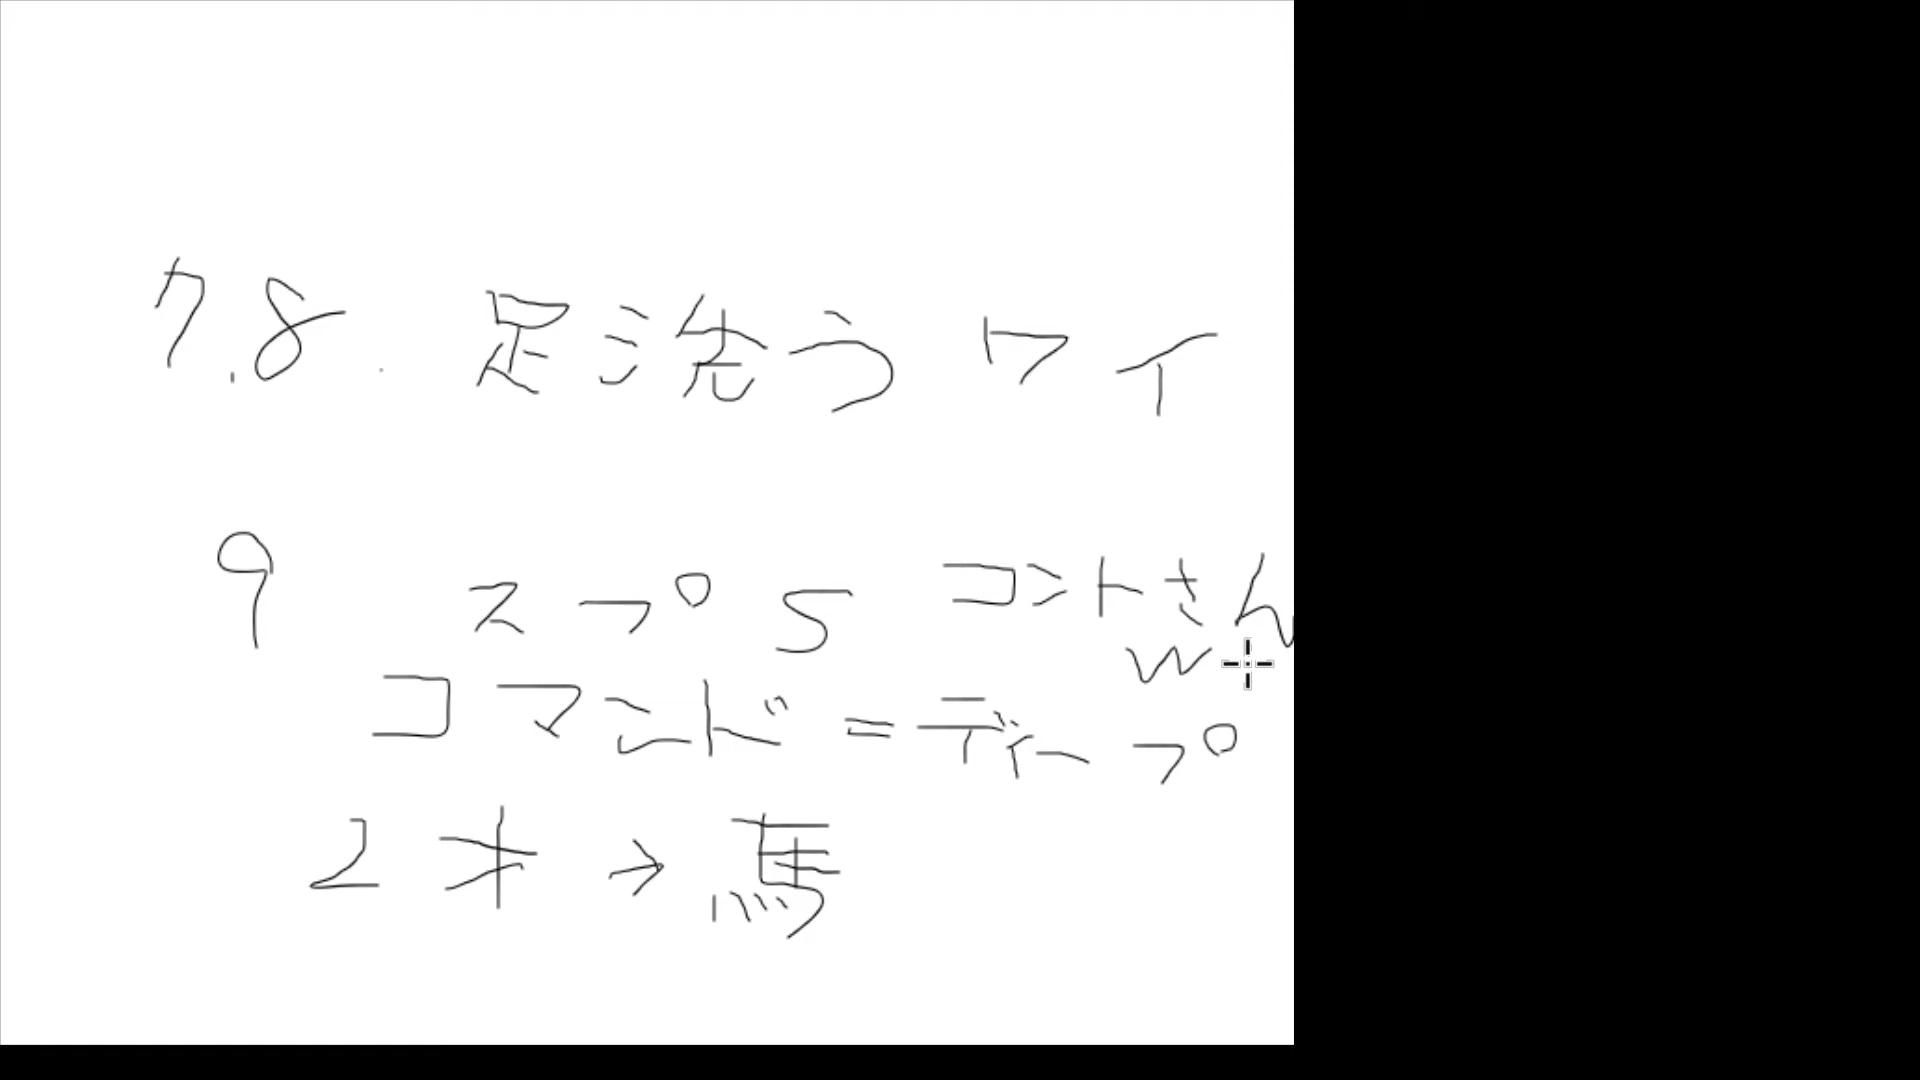 7.8. 足洗うワイ
9 スプ5 コントさん
w
コマンド=ディープ
2才→馬